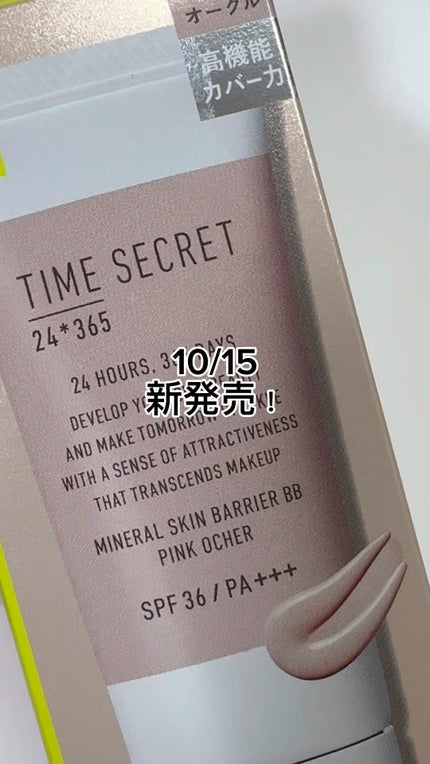 オークル
高機能
カバー力
TIME SECRET
24*365
24 HOURS, 3 DAYS
DEVELOP
AND MAKE TOMORROW
WITH A SENSE OF ATTRACTIVENESS
THAT TRANSCENDS MAKEUP
MINERAL SKIN BARRIER BB
PINK OCHER
SPF 36 / PA+++
10/15
新発売！